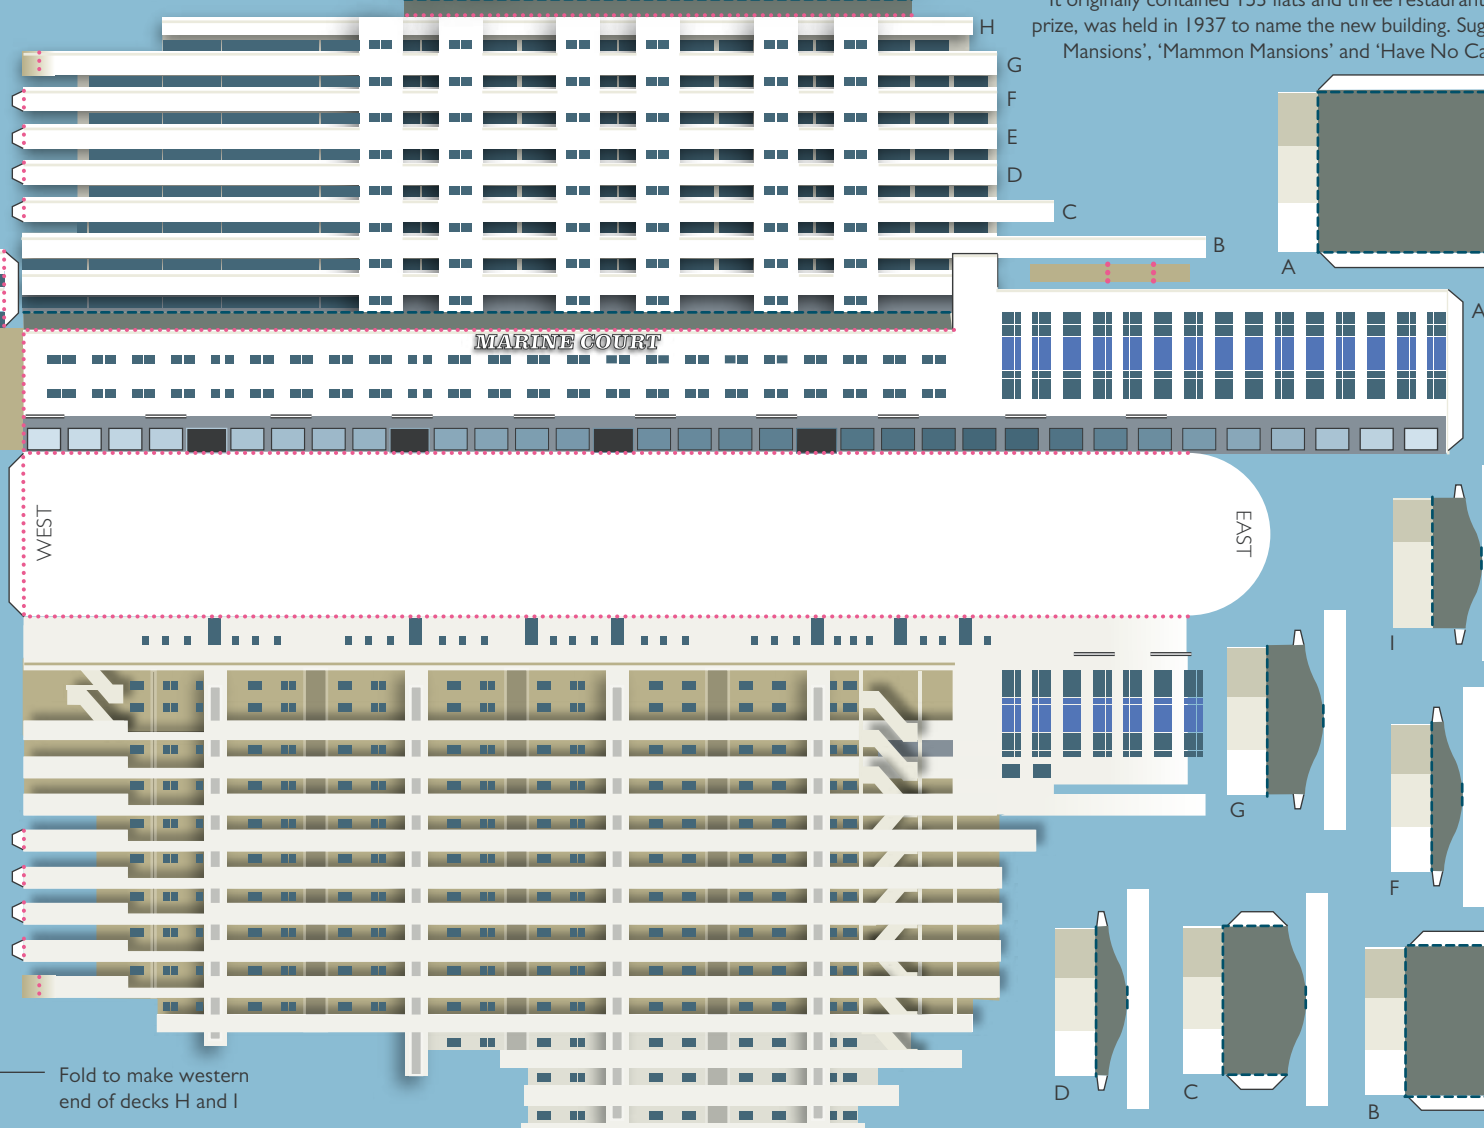 It originally contained 153 flats and three restaurant
prize, was held in 1937 to name the new building. Sug
Mansions', 'Mammon Mansions' and 'Have No Ca
H
G
F
E
D
C
B
A
A
MARINE COURT
WEST
EAST
I
G
F
D
C
B
Fold to make western
end of decks H and I